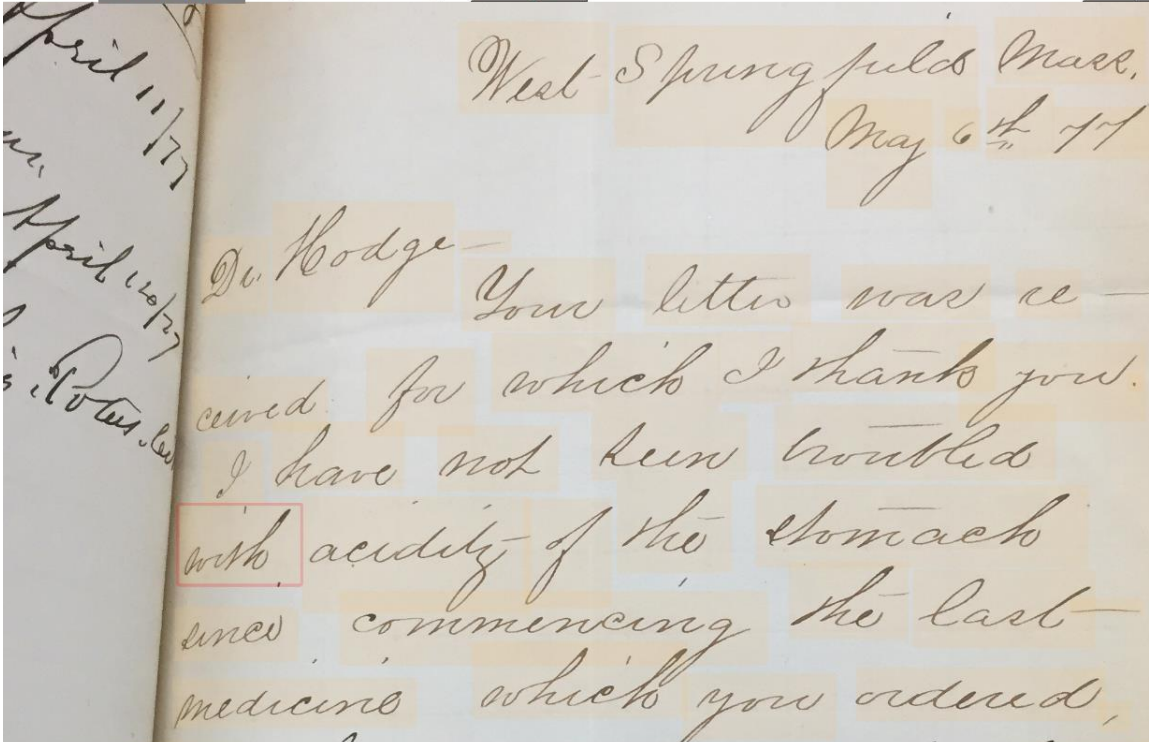 April 11/77
April 20/77
West Springfield Mass.
May 6th 77
Dr. Hodge—
Your letter was re-
ceived for which I thank you.
I have not been troubled
with acidity of the stomach
since commencing the last
medicine which you ordered,